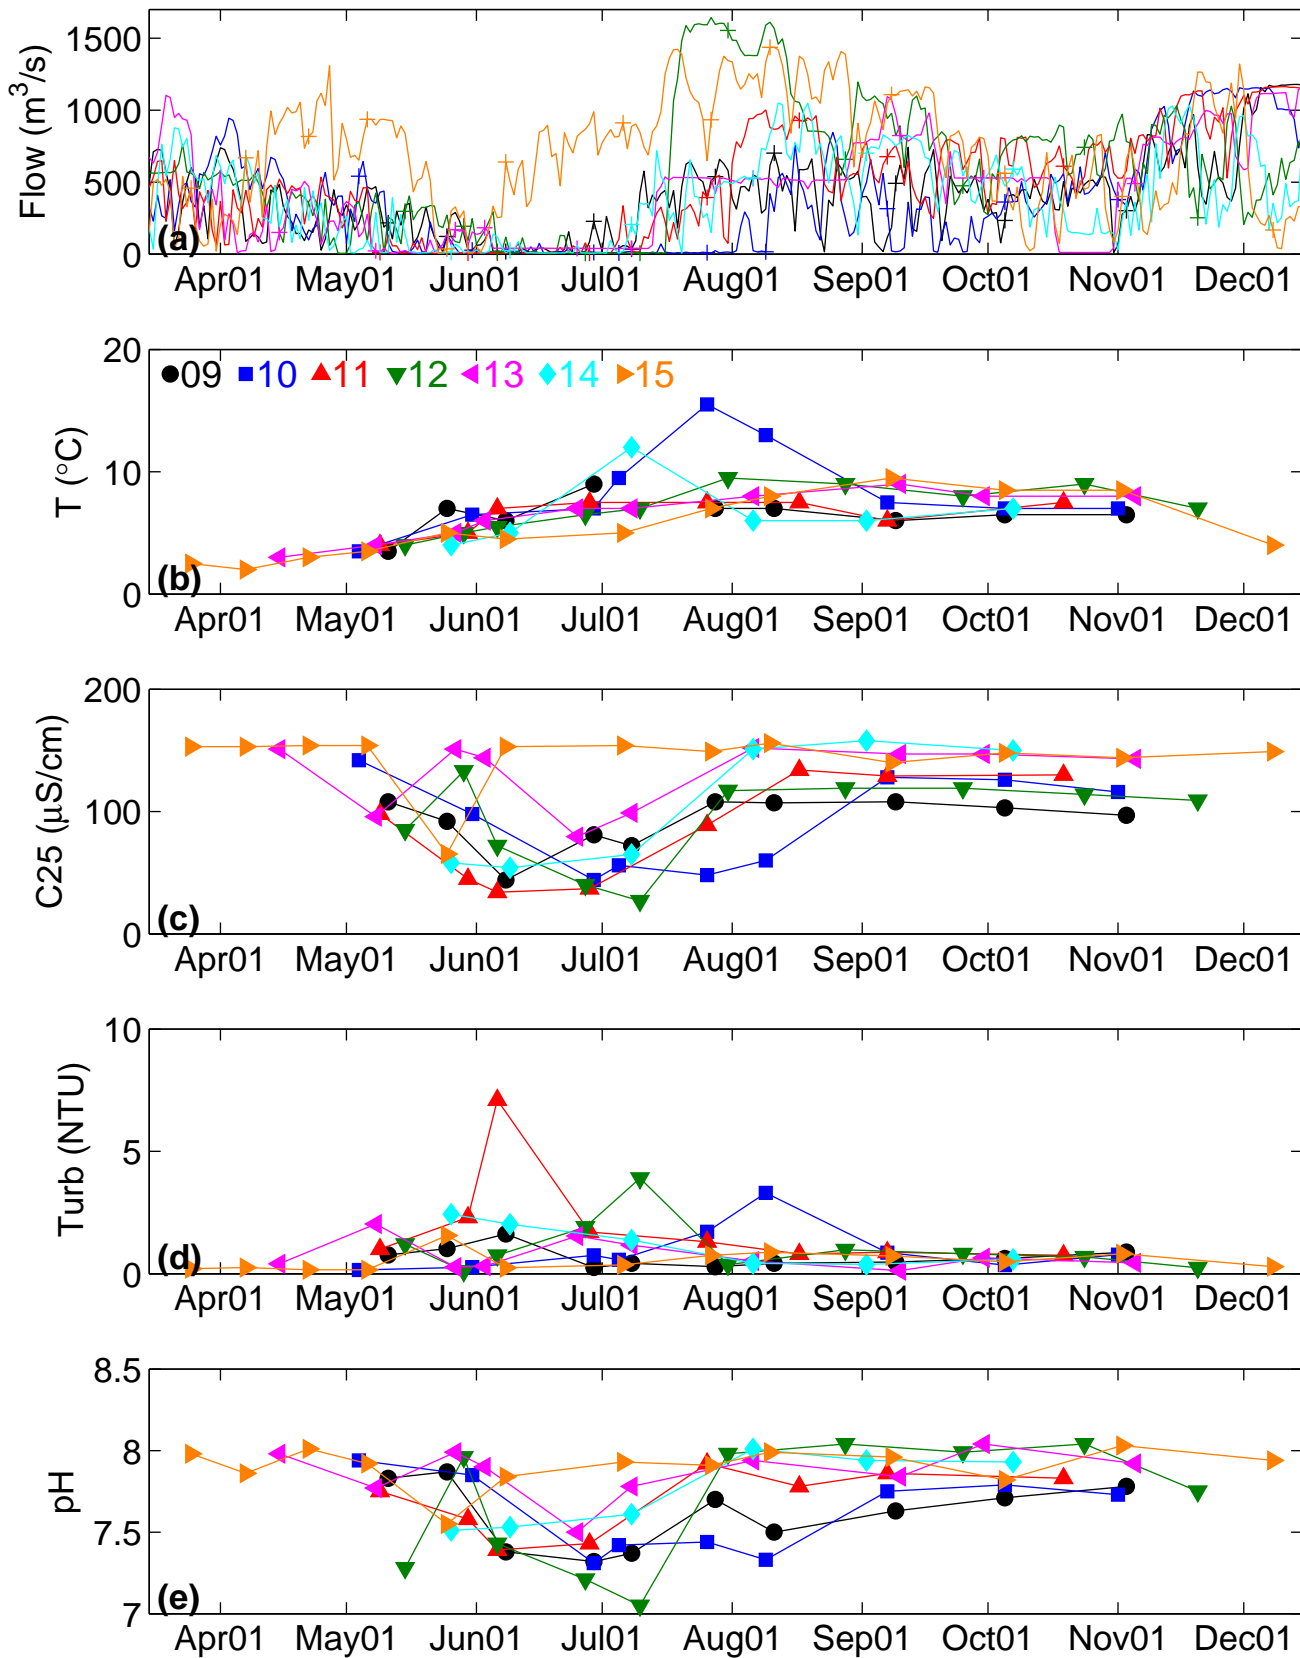 Flow (m³/s)
1500
1000
500
0
(a)
Apr01 May01 Jun01 Jul01 Aug01 Sep01 Oct01 Nov01 Dec01
T (°C)
20
10
0
09 10 11 12 13 14 15
(b)
Apr01 May01 Jun01 Jul01 Aug01 Sep01 Oct01 Nov01 Dec01
C25 (µS/cm)
200
100
0
(c)
Apr01 May01 Jun01 Jul01 Aug01 Sep01 Oct01 Nov01 Dec01
Turb (NTU)
10
5
0
(d)
Apr01 May01 Jun01 Jul01 Aug01 Sep01 Oct01 Nov01 Dec01
pH
8.5
8
7.5
7
(e)
Apr01 May01 Jun01 Jul01 Aug01 Sep01 Oct01 Nov01 Dec01